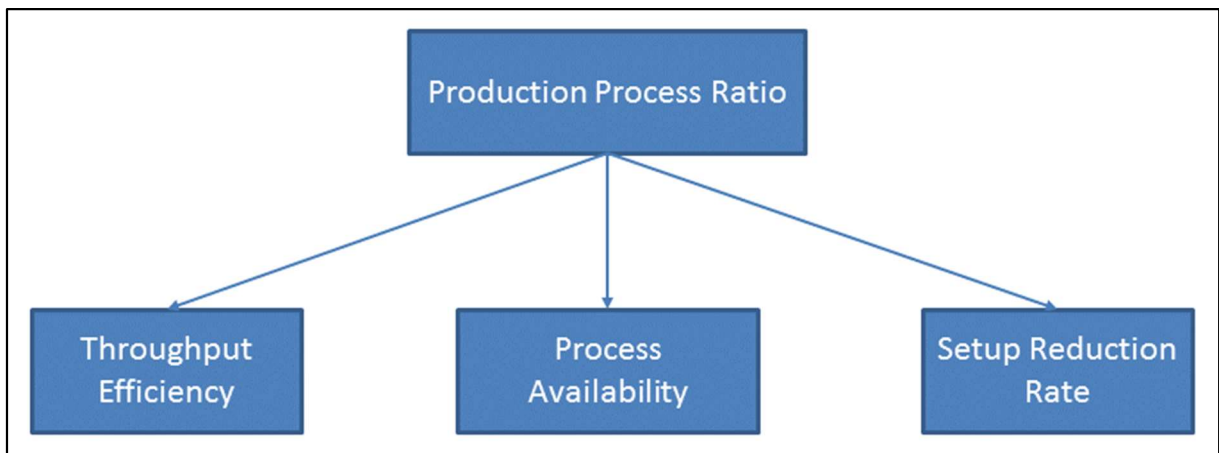 Production Process Ratio
Throughput
Efficiency
Process
Availability
Setup Reduction
Rate